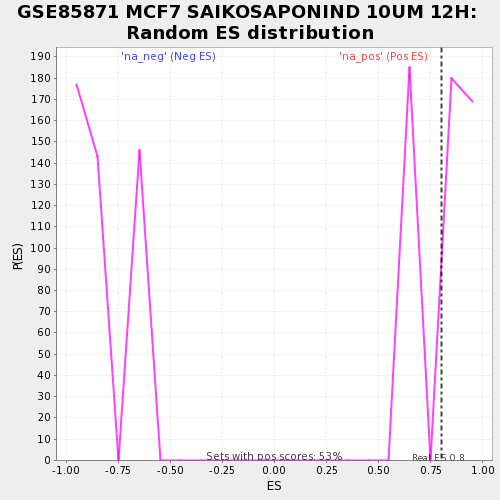 GSE85871 MCF7 SAIKOSAPONIND 10UM 12H:
Random ES distribution
'na_neg' (Neg ES)
'na_pos' (Pos ES)
190
180
170
160
150
140
130
120
110
100
90
80
70
60
50
40
30
20
10
0
P(ES)
Sets with pos scores: 53%
Real ES 0.8
-1.00 -0.75 -0.50 -0.25 0.00 0.25 0.50 0.75 1.00
ES